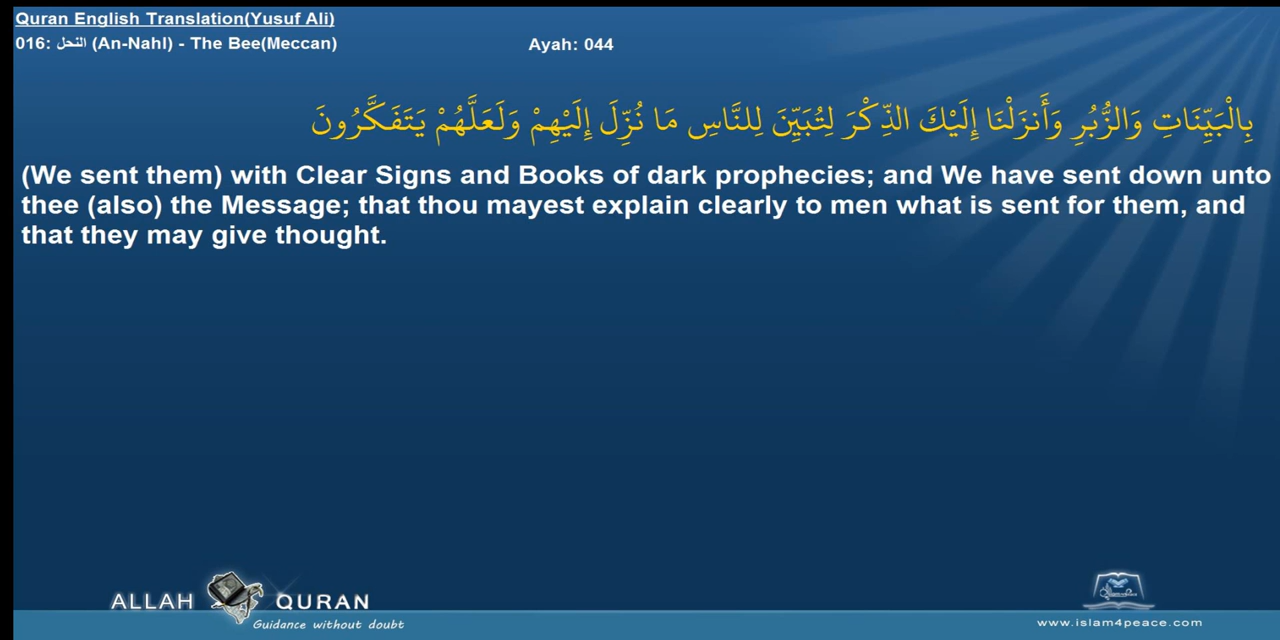 Quran English Translation(Yusuf Ali)
016: النحل (An-Nahl) - The Bee(Meccan) Ayah: 044
بِالْبَيِّنَاتِ وَالزُّبُرِ وَأَنزَلْنَا إِلَيْكَ الذِّكْرَ لِتُبَيِّنَ لِلنَّاسِ مَا نُزِّلَ إِلَيْهِمْ وَلَعَلَّهُمْ يَتَفَكَّرُونَ
(We sent them) with Clear Signs and Books of dark prophecies; and We have sent down unto
thee (also) the Message; that thou mayest explain clearly to men what is sent for them, and
that they may give thought.
ALLAH QURAN
Guidance without doubt
www.islam4peace.com